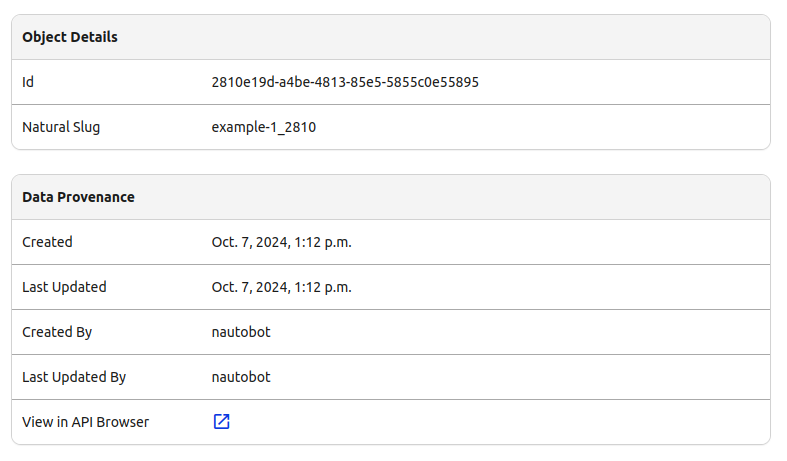 Object Details
Id 2810e19d-a4be-4813-85e5-5855c0e55895
Natural Slug example-1_2810
Data Provenance
Created Oct. 7, 2024, 1:12 p.m.
Last Updated Oct. 7, 2024, 1:12 p.m.
Created By nautobot
Last Updated By nautobot
View in API Browser